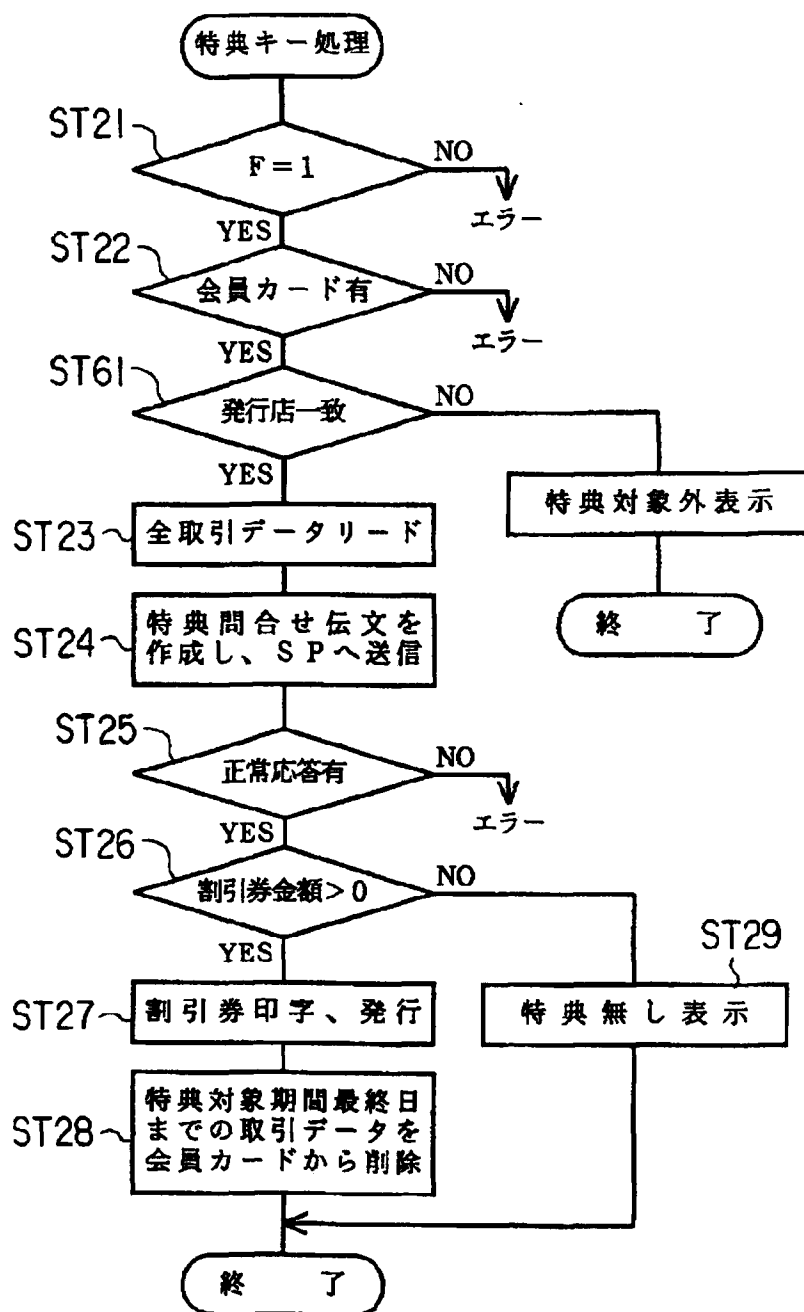 特典キー処理
ST21
F=1
NO
エラー
YES
ST22
会員カード有
NO
エラー
YES
ST61
発行店一致
NO
YES
特典対象外表示
終 了
ST23
全取引データリード
ST24
特典問合せ伝文を
作成し、SPへ送信
ST25
正常応答有
NO
エラー
YES
ST26
割引券金額>0
NO
YES
ST29
特典無し表示
ST27
割引券印字、発行
ST28
特典対象期間最終日
までの取引データを
会員カードから削除
終 了